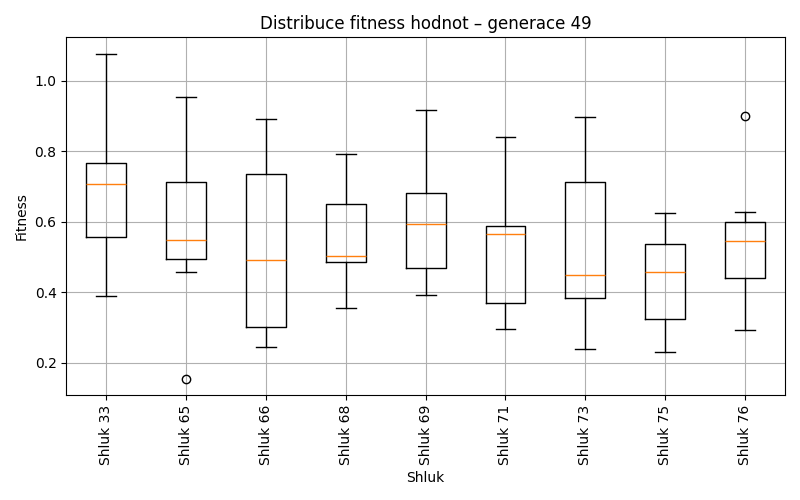 Distribuce fitness hodnot – generace 49
Fitness
1.0
0.8
0.6
0.4
0.2
Shluk 33
Shluk 65
Shluk 66
Shluk 68
Shluk 69
Shluk 71
Shluk 73
Shluk 75
Shluk 76
Shluk